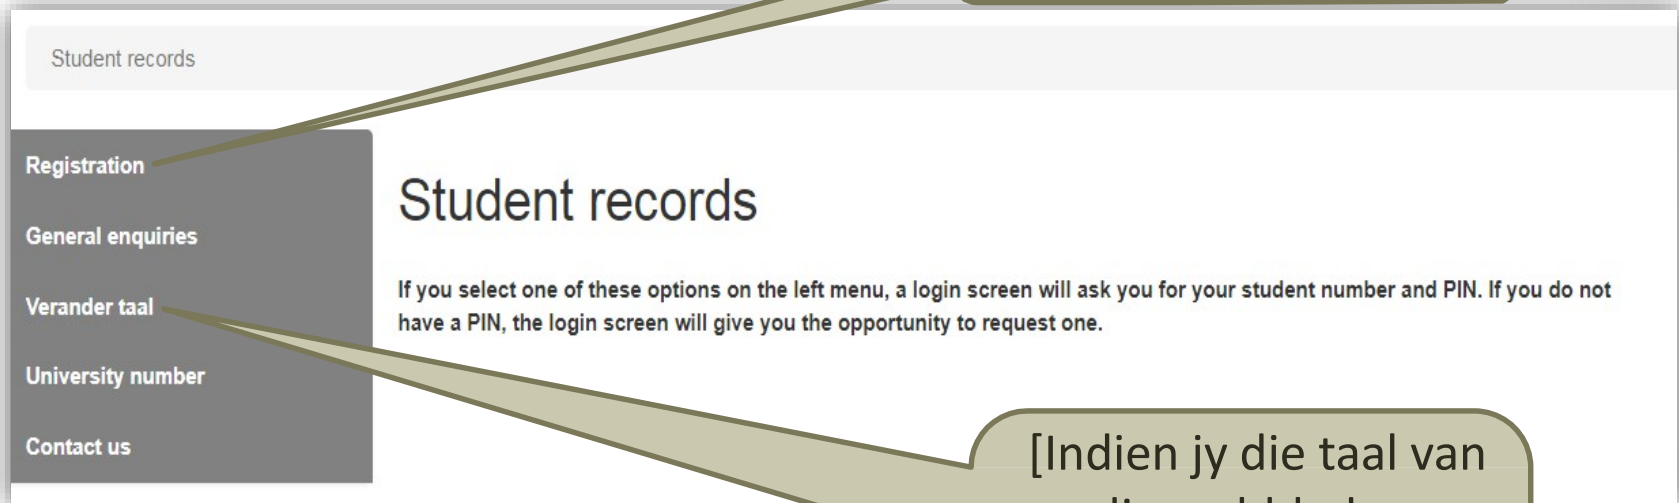 Student records
Registration
General enquiries
Verander taal
University number
Contact us
Student records
If you select one of these options on the left menu, a login screen will ask you for your student number and PIN. If you do not
have a PIN, the login screen will give you the opportunity to request one.
[Indien jy die taal van